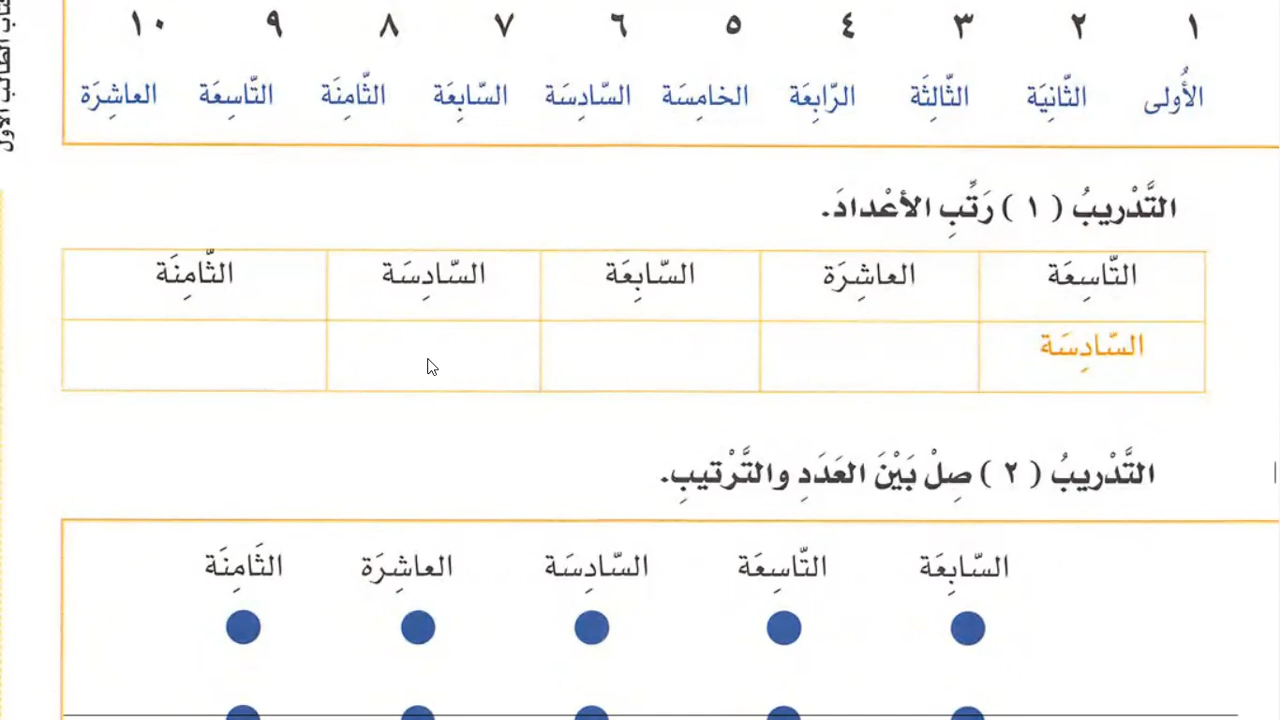 ١ ٢ ٣ ٤ ٥ ٦ ٧ ٨ ٩ ١٠
الأُولى الثّانِيَة الثّالِثَة الرّابِعَة الخامِسَة السّادِسَة السّابِعَة الثّامِنَة التّاسِعَة العاشِرَة
التَّدْريبُ ( ١ ) رَتِّبِ الأعْدادَ.
التّاسِعَة العاشِرَة السّابِعَة السّادِسَة الثّامِنَة
السّادِسَة
التَّدْريبُ ( ٢ ) صِلْ بَيْنَ العَدَدِ والتَّرْتيبِ.
السّابِعَة التّاسِعَة السّادِسَة العاشِرَة الثَامِنَة